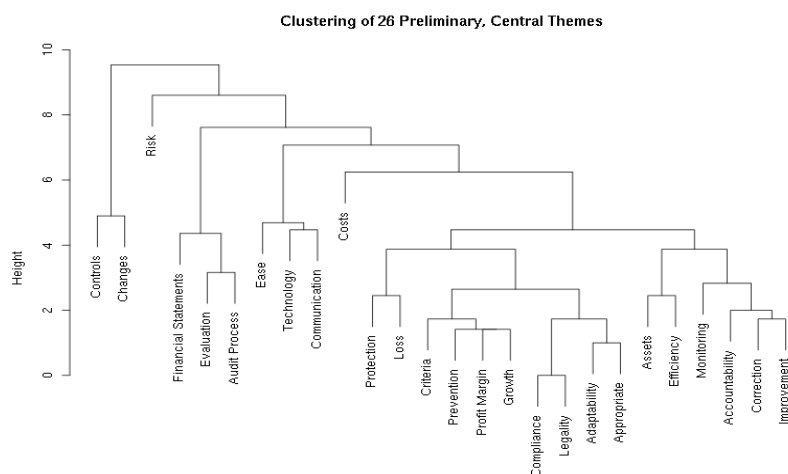 Clustering of 26 Preliminary, Central Themes
Height
10
8
6
4
2
0
Controls
Changes
Risk
Financial Statements
Evaluation
Audit Process
Ease
Technology
Communication
Costs
Protection
Loss
Criteria
Prevention
Profit Margin
Growth
Compliance
Legality
Adaptability
Appropriate
Assets
Efficiency
Monitoring
Accountability
Correction
Improvement